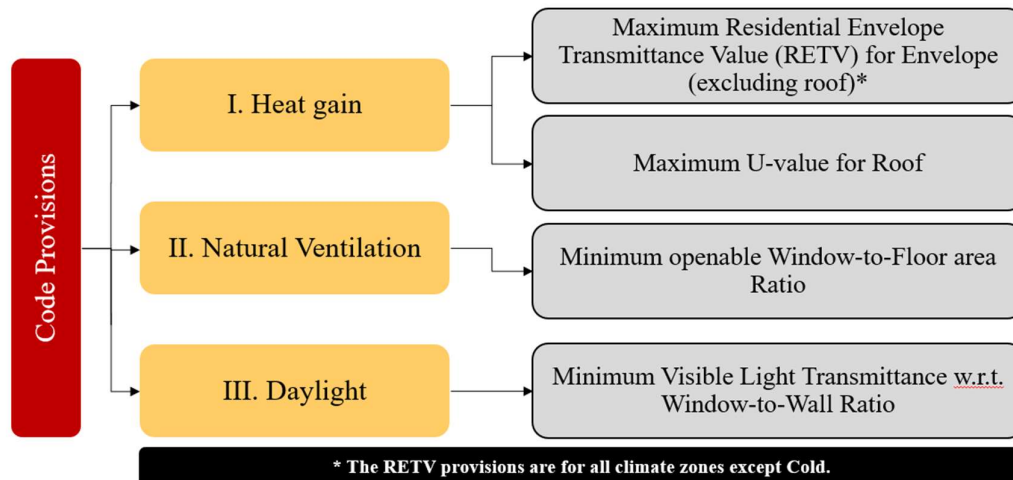 Code Provisions
I. Heat gain
Maximum Residential Envelope
Transmittance Value (RETV) for Envelope
(excluding roof)*
Maximum U-value for Roof
II. Natural Ventilation
Minimum openable Window-to-Floor area
Ratio
III. Daylight
Minimum Visible Light Transmittance w.r.t.
Window-to-Wall Ratio
* The RETV provisions are for all climate zones except Cold.